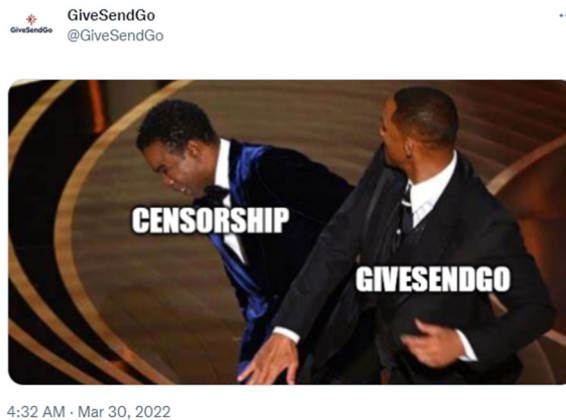 GiveSendGo
GiveSendGo
@GiveSendGo
CENSORSHIP
GIVESENDGO
4:32 AM · Mar 30, 2022